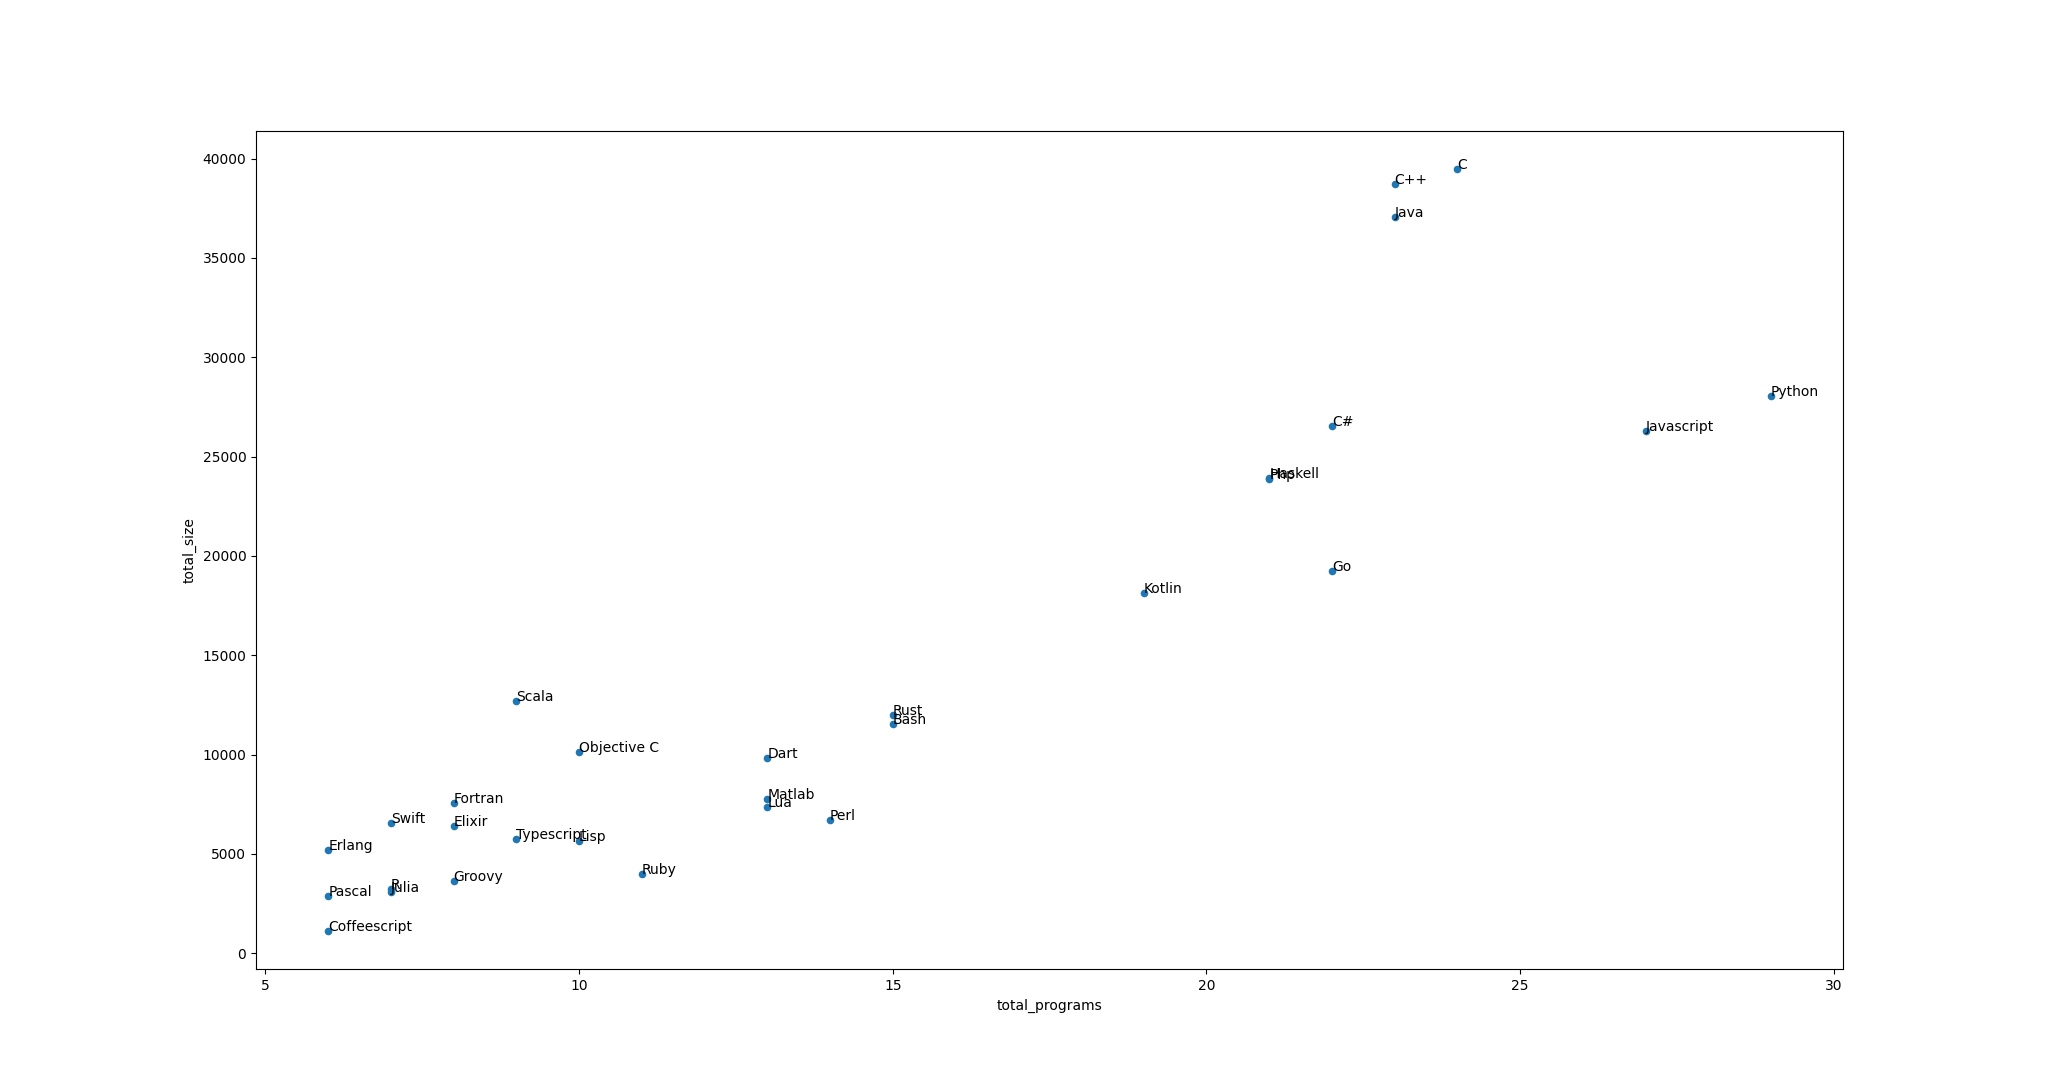 40000
35000
30000
25000
20000
15000
10000
5000
0
total_size
C
C++
Java
Python
C#
Javascript
Haskell
Php
Go
Kotlin
Scala
Rust
Bash
Objective C
Dart
Matlab
Lua
Fortran
Perl
Swift
Elixir
Typescript
Lisp
Erlang
Ruby
Groovy
R
Julia
Pascal
Coffeescript
5
10
15
20
25
30
total_programs